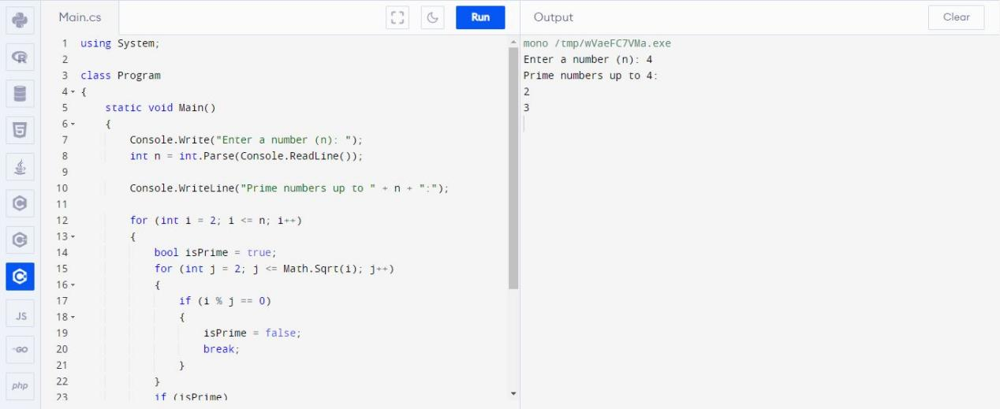 Main.cs
Run
Output
Clear
1 using System;
2
3 class Program
4 {
5 static void Main()
6 {
7 Console.Write("Enter a number (n): ");
8 int n = int.Parse(Console.ReadLine());
9
10 Console.WriteLine("Prime numbers up to " + n + ":");
11
12 for (int i = 2; i <= n; i++)
13 {
14 bool isPrime = true;
15 for (int j = 2; j <= Math.Sqrt(i); j++)
16 {
17 if (i % j == 0)
18 {
19 isPrime = false;
20 break;
21 }
22 }
23 if (isPrime)
mono /tmp/wVaeFC7VMa.exe
Enter a number (n): 4
Prime numbers up to 4:
2
3
R
5
C
C
C
JS
GO
php